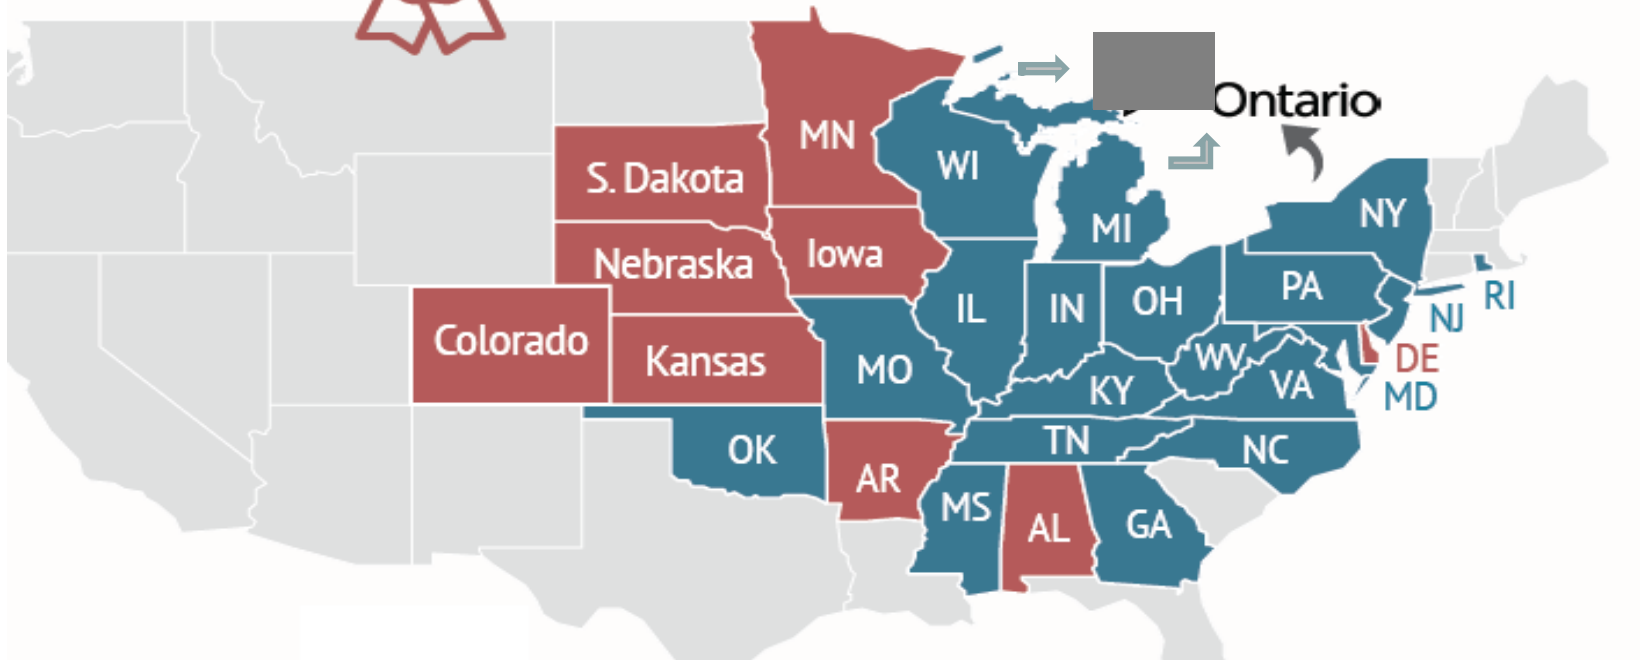 Ontario
MN
S. Dakota
WI
NY
MI
Iowa
Nebraska
PA
RI
IL
IN
OH
NJ
Colorado
Kansas
WV
DE
MO
KY
VA
MD
TN
OK
NC
AR
MS
AL
GA